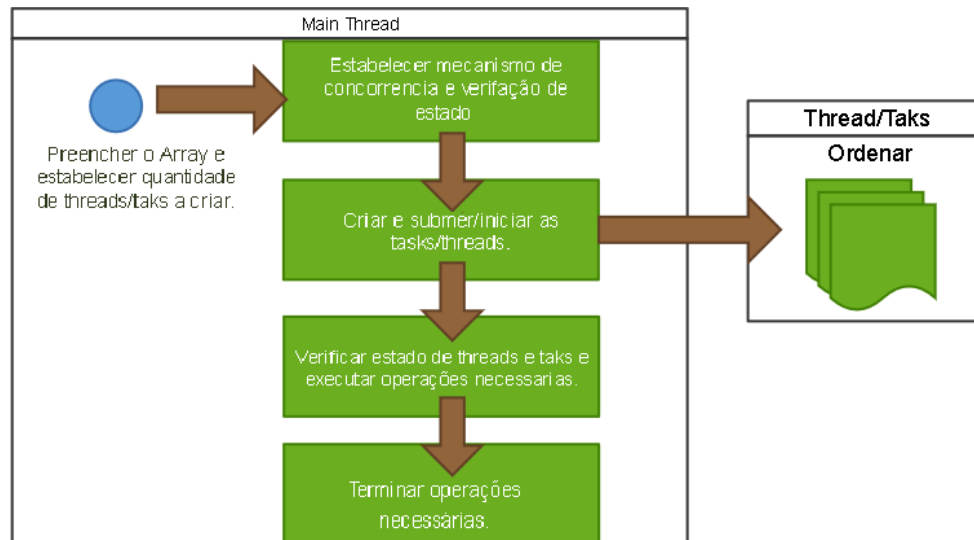 Main Thread
Estabelecer mecanismo de
concorrencia e verifação de
estado
Preencher o Array e
estabelecer quantidade
de threads/taks a criar.
Criar e submer/iniciar as
tasks/threads.
Thread/Taks
Ordenar
Verificar estado de threads e taks e
executar operações necessarias.
Terminar operações
necessárias.